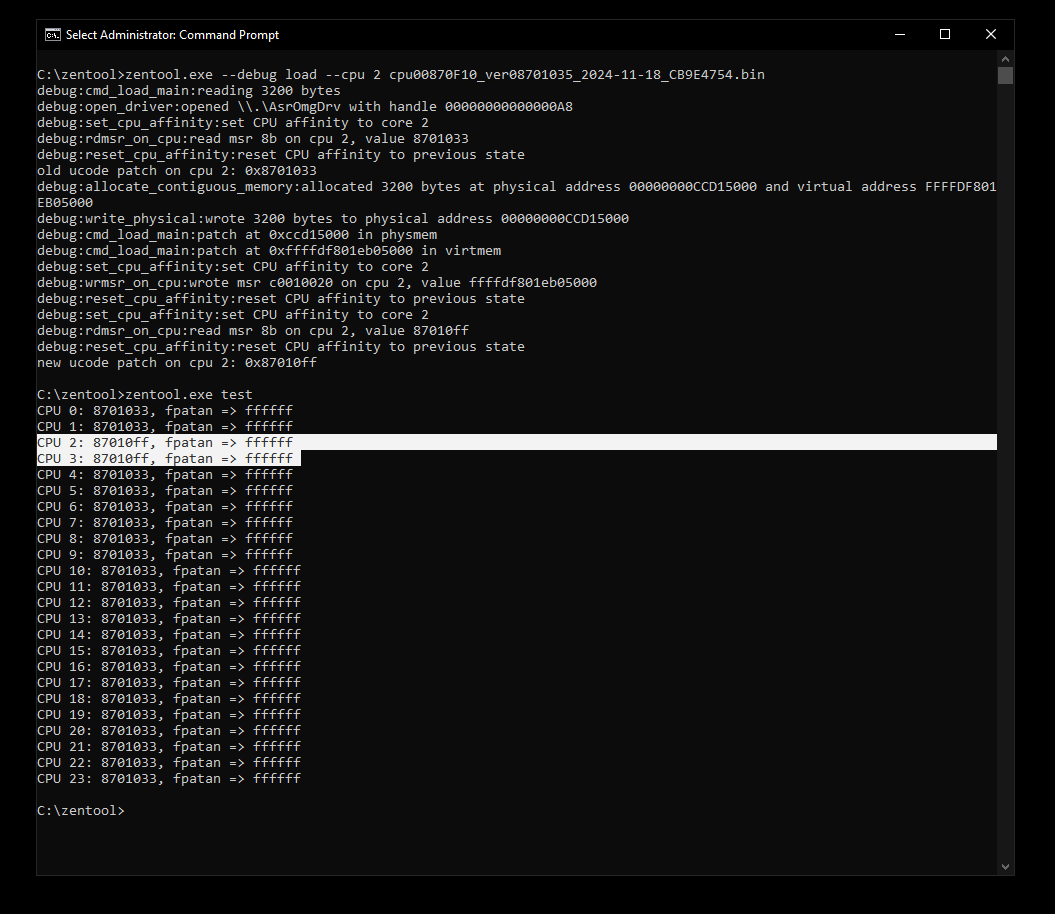 Select Administrator: Command Prompt
C:\zentool>zentool.exe --debug load --cpu 2 cpu00870F10_ver08701035_2024-11-18_CB9E4754.bin
debug:cmd_load_main:reading 3200 bytes
debug:open_driver:opened \\.\AsrOmgDrv with handle 00000000000000A8
debug:set_cpu_affinity:set CPU affinity to core 2
debug:rdmsr_on_cpu:read msr 8b on cpu 2, value 8701033
debug:reset_cpu_affinity:reset CPU affinity to previous state
old ucode patch on cpu 2: 0x8701033
debug:allocate_contiguous_memory:allocated 3200 bytes at physical address 00000000CCD15000 and virtual address FFFFDF801
EB05000
debug:write_physical:wrote 3200 bytes to physical address 00000000CCD15000
debug:cmd_load_main:patch at 0xccd15000 in physmem
debug:cmd_load_main:patch at 0xffffdf801eb05000 in virtmem
debug:set_cpu_affinity:set CPU affinity to core 2
debug:wrmsr_on_cpu:wrote msr c0010020 on cpu 2, value ffffdf801eb05000
debug:reset_cpu_affinity:reset CPU affinity to previous state
debug:set_cpu_affinity:set CPU affinity to core 2
debug:rdmsr_on_cpu:read msr 8b on cpu 2, value 87010ff
debug:reset_cpu_affinity:reset CPU affinity to previous state
new ucode patch on cpu 2: 0x87010ff
C:\zentool>zentool.exe test
CPU 0: 8701033, fpatan => ffffff
CPU 1: 8701033, fpatan => ffffff
CPU 2: 87010ff, fpatan => ffffff
CPU 3: 87010ff, fpatan => ffffff
CPU 4: 8701033, fpatan => ffffff
CPU 5: 8701033, fpatan => ffffff
CPU 6: 8701033, fpatan => ffffff
CPU 7: 8701033, fpatan => ffffff
CPU 8: 8701033, fpatan => ffffff
CPU 9: 8701033, fpatan => ffffff
CPU 10: 8701033, fpatan => ffffff
CPU 11: 8701033, fpatan => ffffff
CPU 12: 8701033, fpatan => ffffff
CPU 13: 8701033, fpatan => ffffff
CPU 14: 8701033, fpatan => ffffff
CPU 15: 8701033, fpatan => ffffff
CPU 16: 8701033, fpatan => ffffff
CPU 17: 8701033, fpatan => ffffff
CPU 18: 8701033, fpatan => ffffff
CPU 19: 8701033, fpatan => ffffff
CPU 20: 8701033, fpatan => ffffff
CPU 21: 8701033, fpatan => ffffff
CPU 22: 8701033, fpatan => ffffff
CPU 23: 8701033, fpatan => ffffff
C:\zentool>